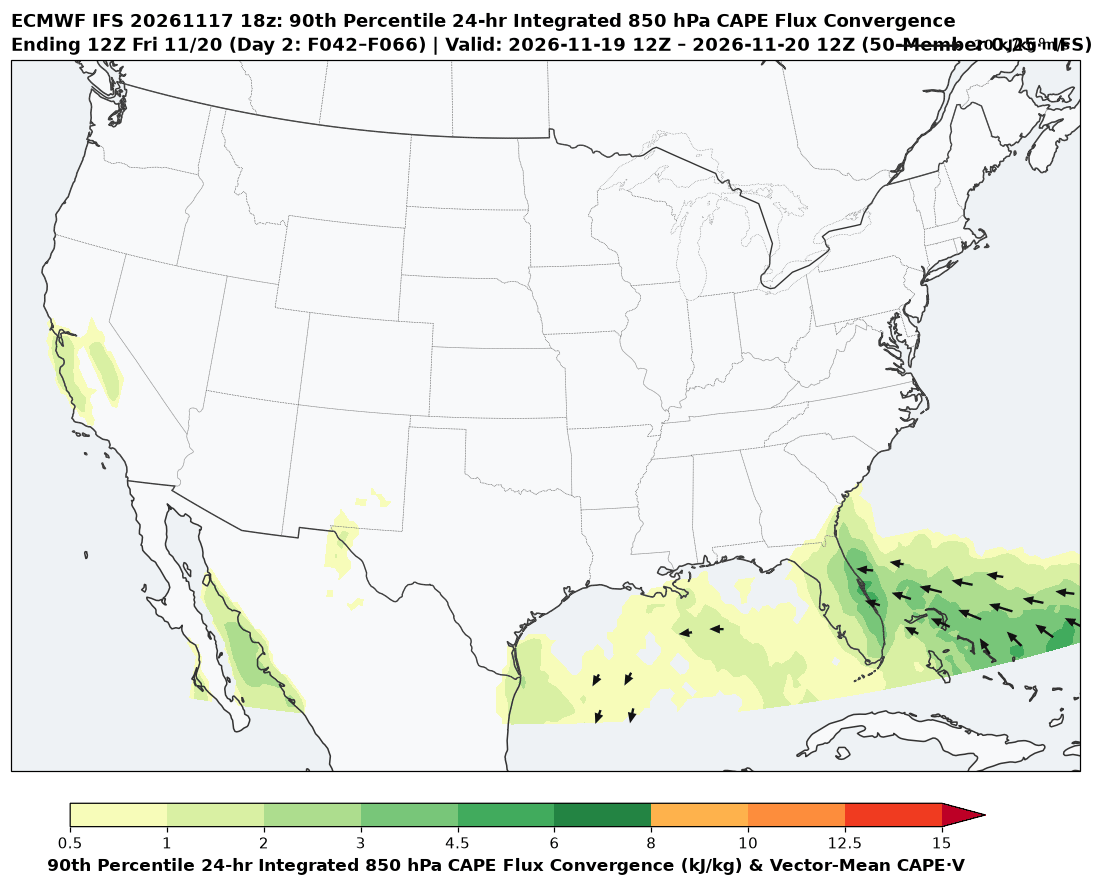 ECMWF IFS 20261117 18z: 90th Percentile 24-hr Integrated 850 hPa CAPE Flux Convergence
Ending 12Z Fri 11/20 (Day 2: F042–F066) | Valid: 2026-11-19 12Z – 2026-11-20 12Z (50-Member 0.25° IFS)
0.5 1 2 3 4.5 6 8 10 12.5 15
90th Percentile 24-hr Integrated 850 hPa CAPE Flux Convergence (kJ/kg) & Vector-Mean CAPE·V